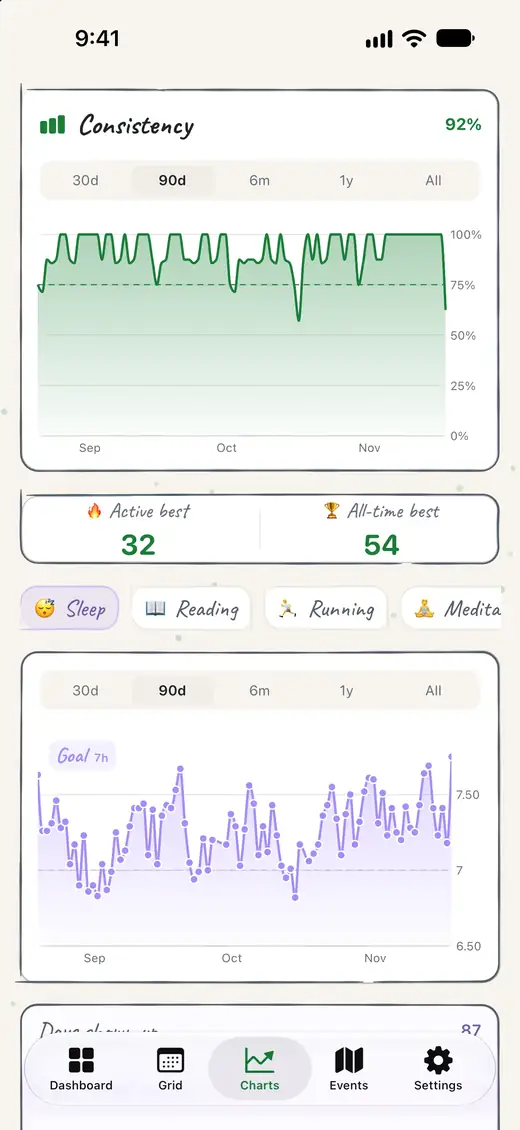 9:41
Consistency 92%
30d 90d 6m 1y All
100%
75%
50%
25%
0%
Sep Oct Nov
🔥 Active best 🏆 All-time best
32 54
😴 Sleep 📖 Reading 🏃 Running 🧘 Medita
30d 90d 6m 1y All
Goal 7h
7.50
7
6.50
Sep Oct Nov
87
Dashboard Grid Charts Events Settings